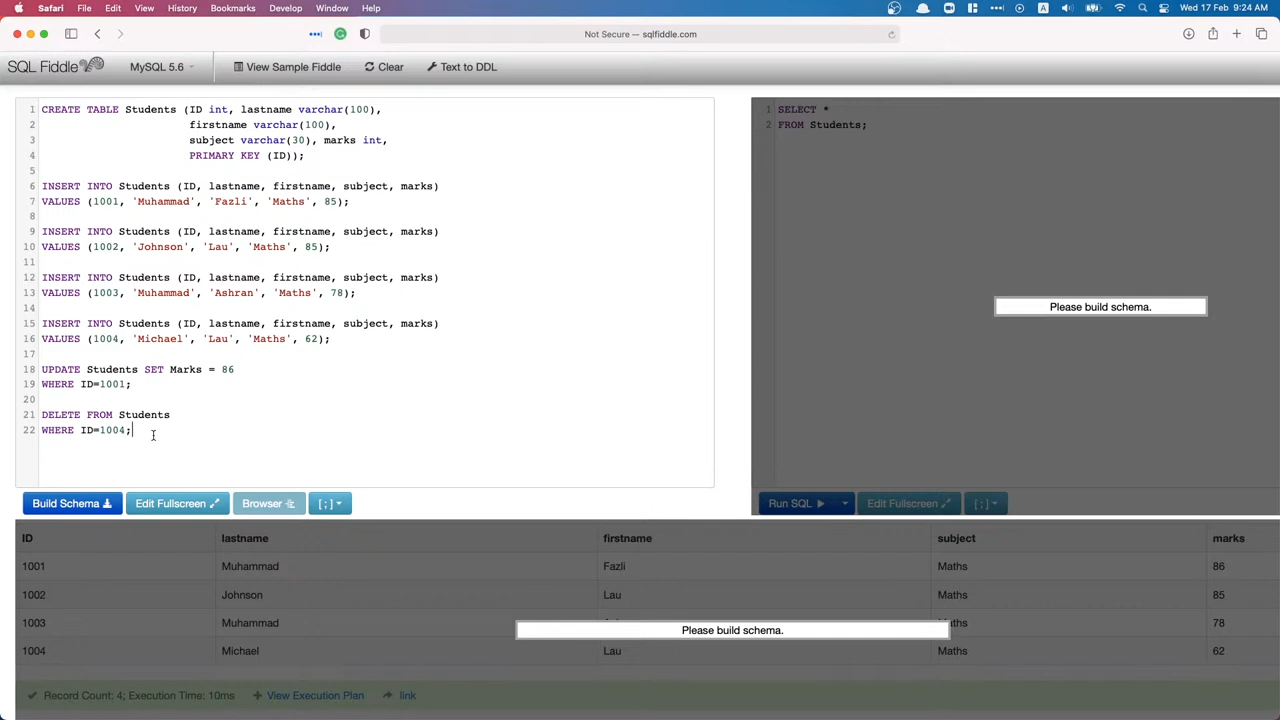 Safari File Edit View History Bookmarks Develop Window Help Wed 17 Feb 9:24 AM
Not Secure — sqlfiddle.com
SQL Fiddle MySQL 5.6 View Sample Fiddle Clear Text to DDL
1 CREATE TABLE Students (ID int, lastname varchar(100),
2 firstname varchar(100),
3 subject varchar(30), marks int,
4 PRIMARY KEY (ID));
5
6 INSERT INTO Students (ID, lastname, firstname, subject, marks)
7 VALUES (1001, 'Muhammad', 'Fazli', 'Maths', 85);
8
9 INSERT INTO Students (ID, lastname, firstname, subject, marks)
10 VALUES (1002, 'Johnson', 'Lau', 'Maths', 85);
11
12 INSERT INTO Students (ID, lastname, firstname, subject, marks)
13 VALUES (1003, 'Muhammad', 'Ashran', 'Maths', 78);
14
15 INSERT INTO Students (ID, lastname, firstname, subject, marks)
16 VALUES (1004, 'Michael', 'Lau', 'Maths', 62);
17
18 UPDATE Students SET Marks = 86
19 WHERE ID=1001;
20
21 DELETE FROM Students
22 WHERE ID=1004;
1 SELECT *
2 FROM Students;
Please build schema.
Build Schema Edit Fullscreen Browser [ ; ]
Run SQL Edit Fullscreen [ ; ]
ID lastname firstname subject marks
1001 Muhammad Fazli Maths 86
1002 Johnson Lau Maths 85
1003 Muhammad Maths 78
Please build schema.
1004 Michael Lau Maths 62
Record Count: 4; Execution Time: 10ms View Execution Plan link